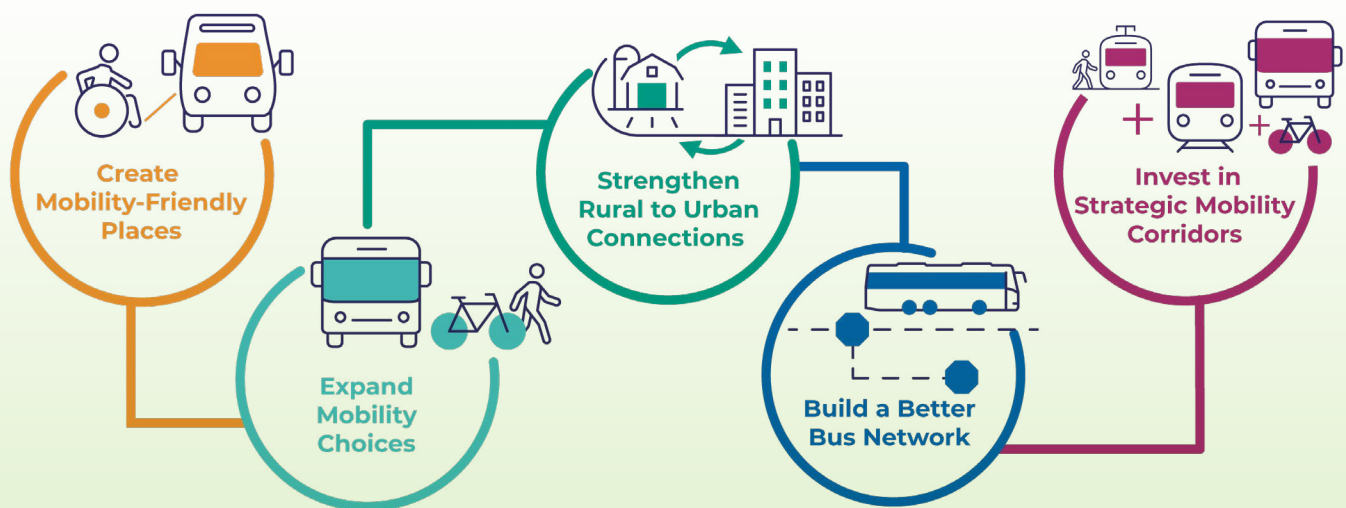 Create
Mobility-Friendly
Places
Expand
Mobility
Choices
Strengthen
Rural to Urban
Connections
Build a Better
Bus Network
Invest in
Strategic Mobility
Corridors